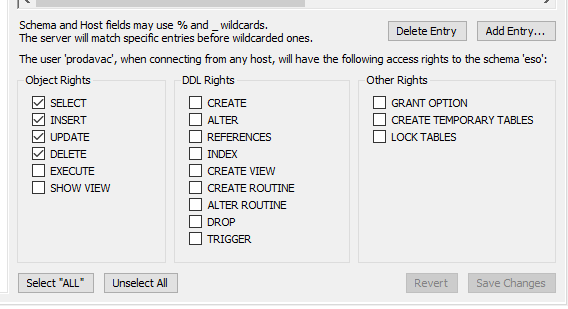 Schema and Host fields may use % and _ wildcards.
The server will match specific entries before wildcarded ones.
Delete Entry
Add Entry...
The user 'prodavac', when connecting from any host, will have the following access rights to the schema 'eso':
Object Rights
SELECT
INSERT
UPDATE
DELETE
EXECUTE
SHOW VIEW
DDL Rights
CREATE
ALTER
REFERENCES
INDEX
CREATE VIEW
CREATE ROUTINE
ALTER ROUTINE
DROP
TRIGGER
Other Rights
GRANT OPTION
CREATE TEMPORARY TABLES
LOCK TABLES
Select "ALL"
Unselect All
Revert
Save Changes